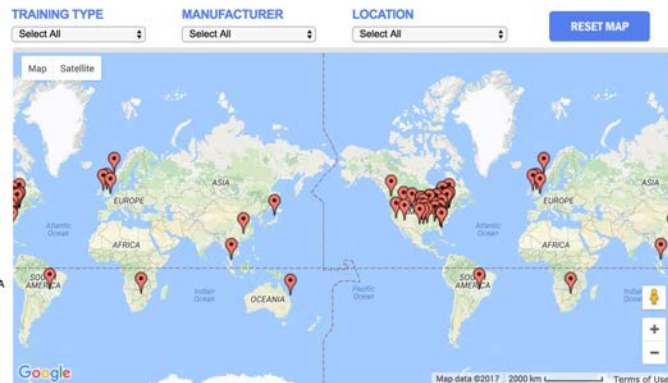 TRAINING TYPE
MANUFACTURER
LOCATION
Select All
Select All
Select All
RESET MAP
Map
Satellite
ASIA
EUROPE
Atlantic
Ocean
AFRICA
SOUTH
AMERICA
Indian
Ocean
OCEANIA
Pacific
Ocean
Atlantic
Ocean
EUROPE
ASIA
AFRICA
AMERICA
A
+
−
Google
Map data ©2017
2000 km
Terms of Use